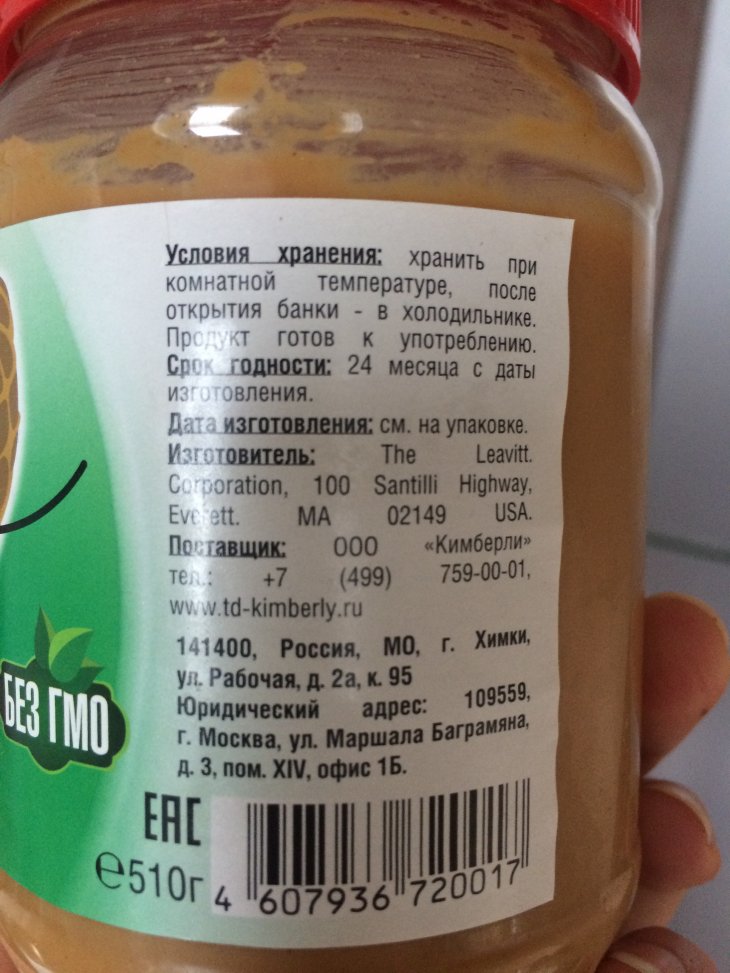 Условия хранения: хранить при
комнатной температуре, после
открытия банки - в холодильнике.
Продукт готов к употреблению.
Срок годности: 24 месяца с даты
изготовления.
Дата изготовления: см. на упаковке.
Изготовитель: The Leavitt.
Corporation, 100 Santilli Highway,
Everett. MA 02149 USA.
Поставщик: ООО «Кимберли»
тел.: +7 (499) 759-00-01,
www.td-kimberly.ru
141400, Россия, МО, г. Химки,
ул. Рабочая, д. 2а, к. 95
Юридический адрес: 109559,
г. Москва, ул. Маршала Баграмяна,
д. 3, пом. XIV, офис 1Б.
БЕЗ ГМО
ЕАС
℮510г
4 607936 720017